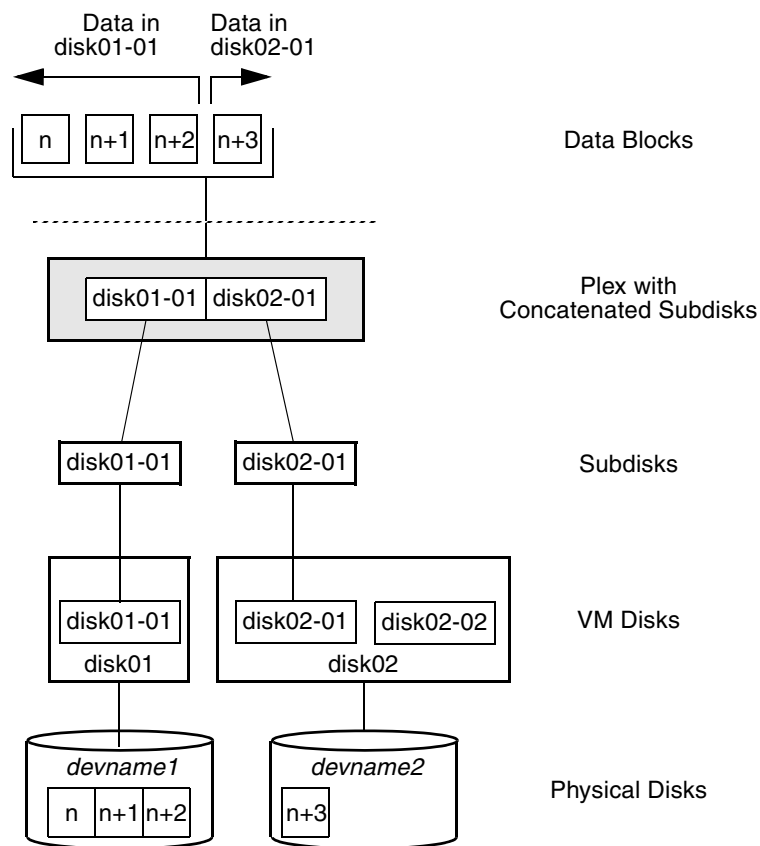 Data in
disk01-01
Data in
disk02-01
n n+1 n+2 n+3
Data Blocks
disk01-01 disk02-01
Plex with
Concatenated Subdisks
disk01-01 disk02-01
Subdisks
disk01-01 disk02-01 disk02-02
VM Disks
disk01 disk02
devname1 devname2
Physical Disks
n n+1 n+2 n+3